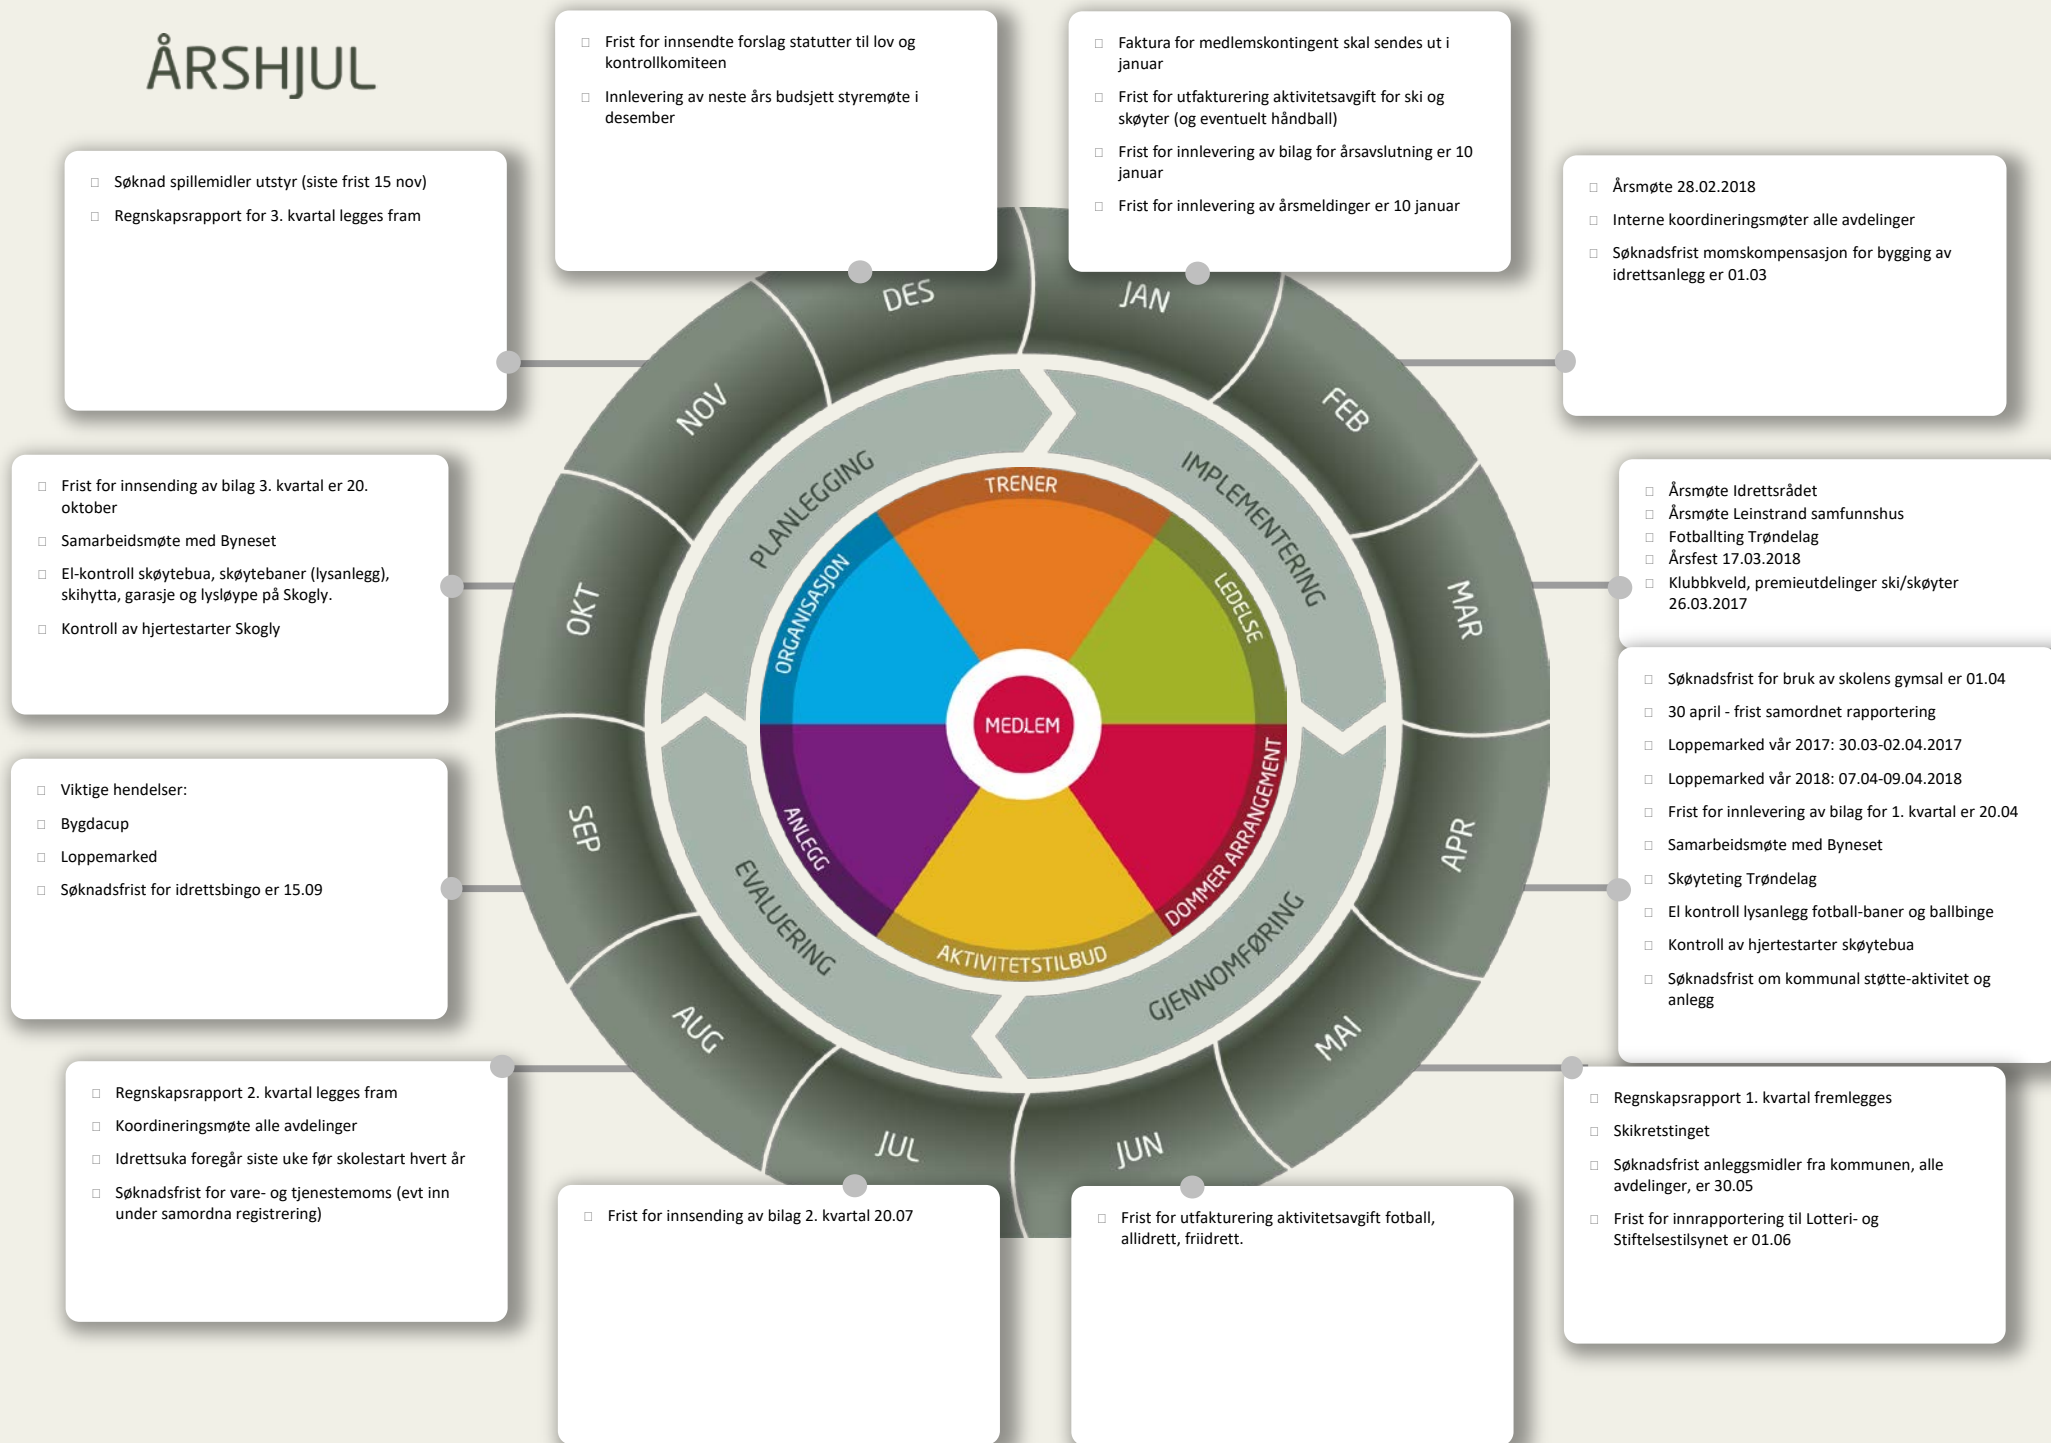 ÅRSHJUL
Frist for innsendte forslag statutter til lov og
kontrollkomiteen
Innlevering av neste års budsjett styremøte i
desember
Faktura for medlemskontingent skal sendes ut i
januar
Frist for utfakturering aktivitetsavgift for ski og
skøyter (og eventuelt håndball)
Frist for innlevering av bilag for årsavslutning er 10
januar
Frist for innlevering av årsmeldinger er 10 januar
Søknad spillemidler utstyr (siste frist 15 nov)
Regnskapsrapport for 3. kvartal legges fram
Årsmøte 28.02.2018
Interne koordineringsmøter alle avdelinger
Søknadsfrist momskompensasjon for bygging av
idrettsanlegg er 01.03
Frist for innsending av bilag 3. kvartal er 20.
oktober
Samarbeidsmøte med Byneset
El-kontroll skøytebua, skøytebaner (lysanlegg),
skihytta, garasje og lysløype på Skogly.
Kontroll av hjertestarter Skogly
Årsmøte Idrettsrådet
Årsmøte Leinstrand samfunnshus
Fotballting Trøndelag
Årsfest 17.03.2018
Klubbkveld, premieutdelinger ski/skøyter
26.03.2017
Søknadsfrist for bruk av skolens gymsal er 01.04
30 april - frist samordnet rapportering
Loppemarked vår 2017: 30.03-02.04.2017
Loppemarked vår 2018: 07.04-09.04.2018
Frist for innlevering av bilag for 1. kvartal er 20.04
Samarbeidsmøte med Byneset
Skøyteting Trøndelag
El kontroll lysanlegg fotball-baner og ballbinge
Kontroll av hjertestarter skøytebua
Søknadsfrist om kommunal støtte-aktivitet og
anlegg
Viktige hendelser:
Bygdacup
Loppemarked
Søknadsfrist for idrettsbingo er 15.09
Regnskapsrapport 2. kvartal legges fram
Koordineringsmøte alle avdelinger
Idrettsuka foregår siste uke før skolestart hvert år
Søknadsfrist for vare- og tjenestemoms (evt inn
under samordna registrering)
Frist for innsending av bilag 2. kvartal 20.07
Frist for utfakturering aktivitetsavgift fotball,
allidrett, friidrett.
Regnskapsrapport 1. kvartal fremlegges
Skikretstinget
Søknadsfrist anleggsmidler fra kommunen, alle
avdelinger, er 30.05
Frist for innrapportering til Lotteri- og
Stiftelsestilsynet er 01.06
JAN
FEB
MAR
APR
MAI
JUN
JUL
AUG
SEP
OKT
NOV
DES
PLANLEGGING
IMPLEMENTERING
GJENNOMFØRING
EVALUERING
TRENER
LEDELSE
DOMMER ARRANGEMENT
AKTIVITETSTILBUD
ANLEGG
ORGANISASJON
MEDLEM